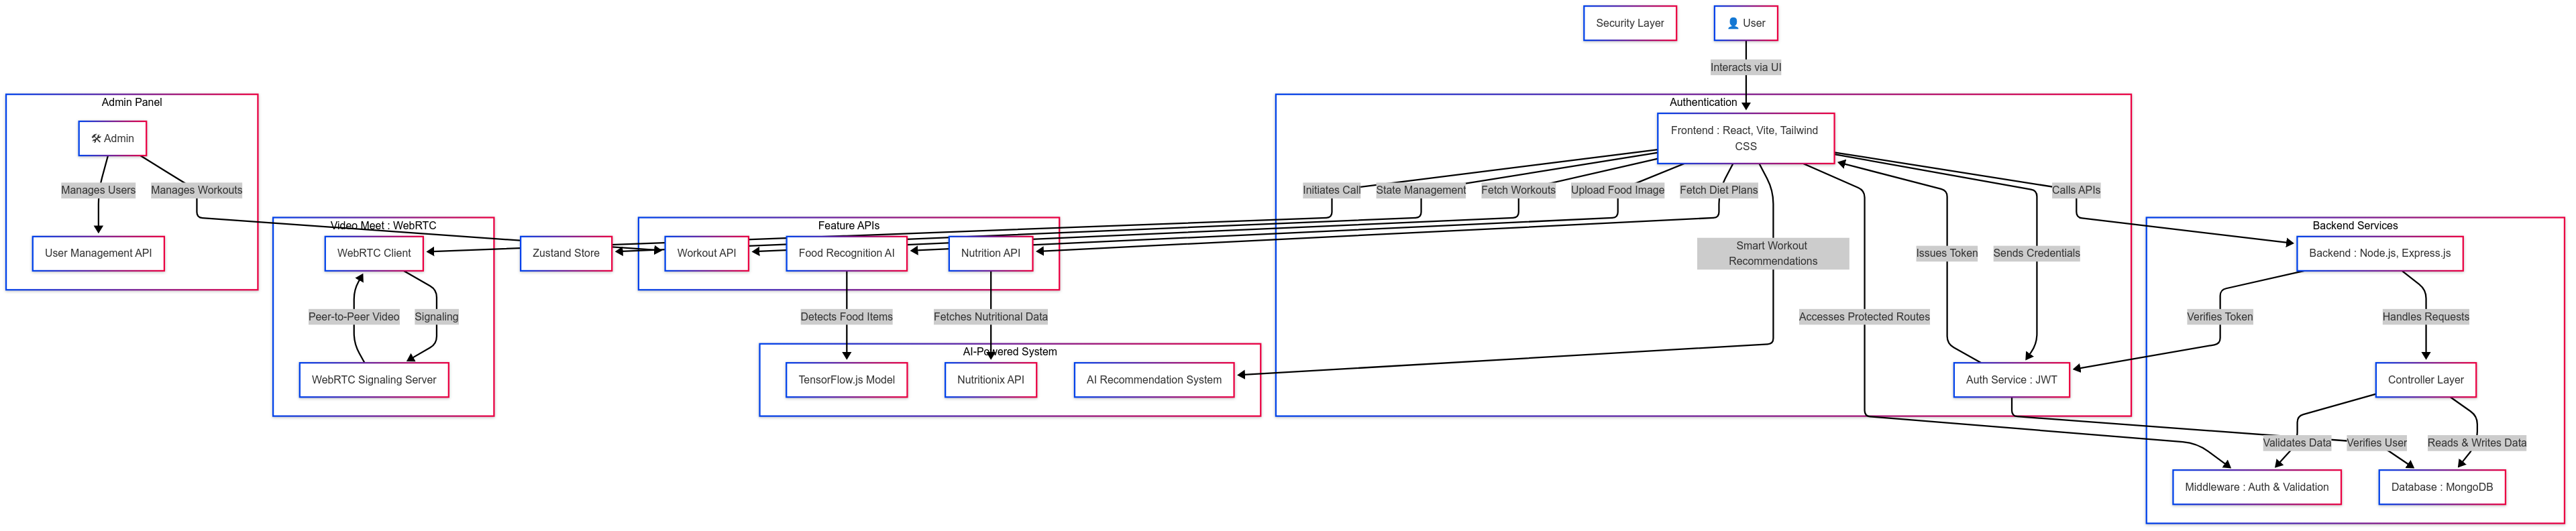 Security Layer
👤 User
Interacts via UI
Admin Panel
Authentication
🛠 Admin
Frontend : React, Vite, Tailwind
CSS
Manages Users
Manages Workouts
Initiates Call
State Management
Fetch Workouts
Upload Food Image
Fetch Diet Plans
Calls APIs
Video Meet : WebRTC
Feature APIs
Backend Services
User Management API
WebRTC Client
Zustand Store
Workout API
Food Recognition AI
Nutrition API
Smart Workout
Recommendations
Issues Token
Sends Credentials
Backend : Node.js, Express.js
Peer-to-Peer Video
Signaling
Detects Food Items
Fetches Nutritional Data
Accesses Protected Routes
Verifies Token
Handles Requests
AI-Powered System
WebRTC Signaling Server
TensorFlow.js Model
Nutritionix API
AI Recommendation System
Auth Service : JWT
Controller Layer
Validates Data
Verifies User
Reads & Writes Data
Middleware : Auth & Validation
Database : MongoDB